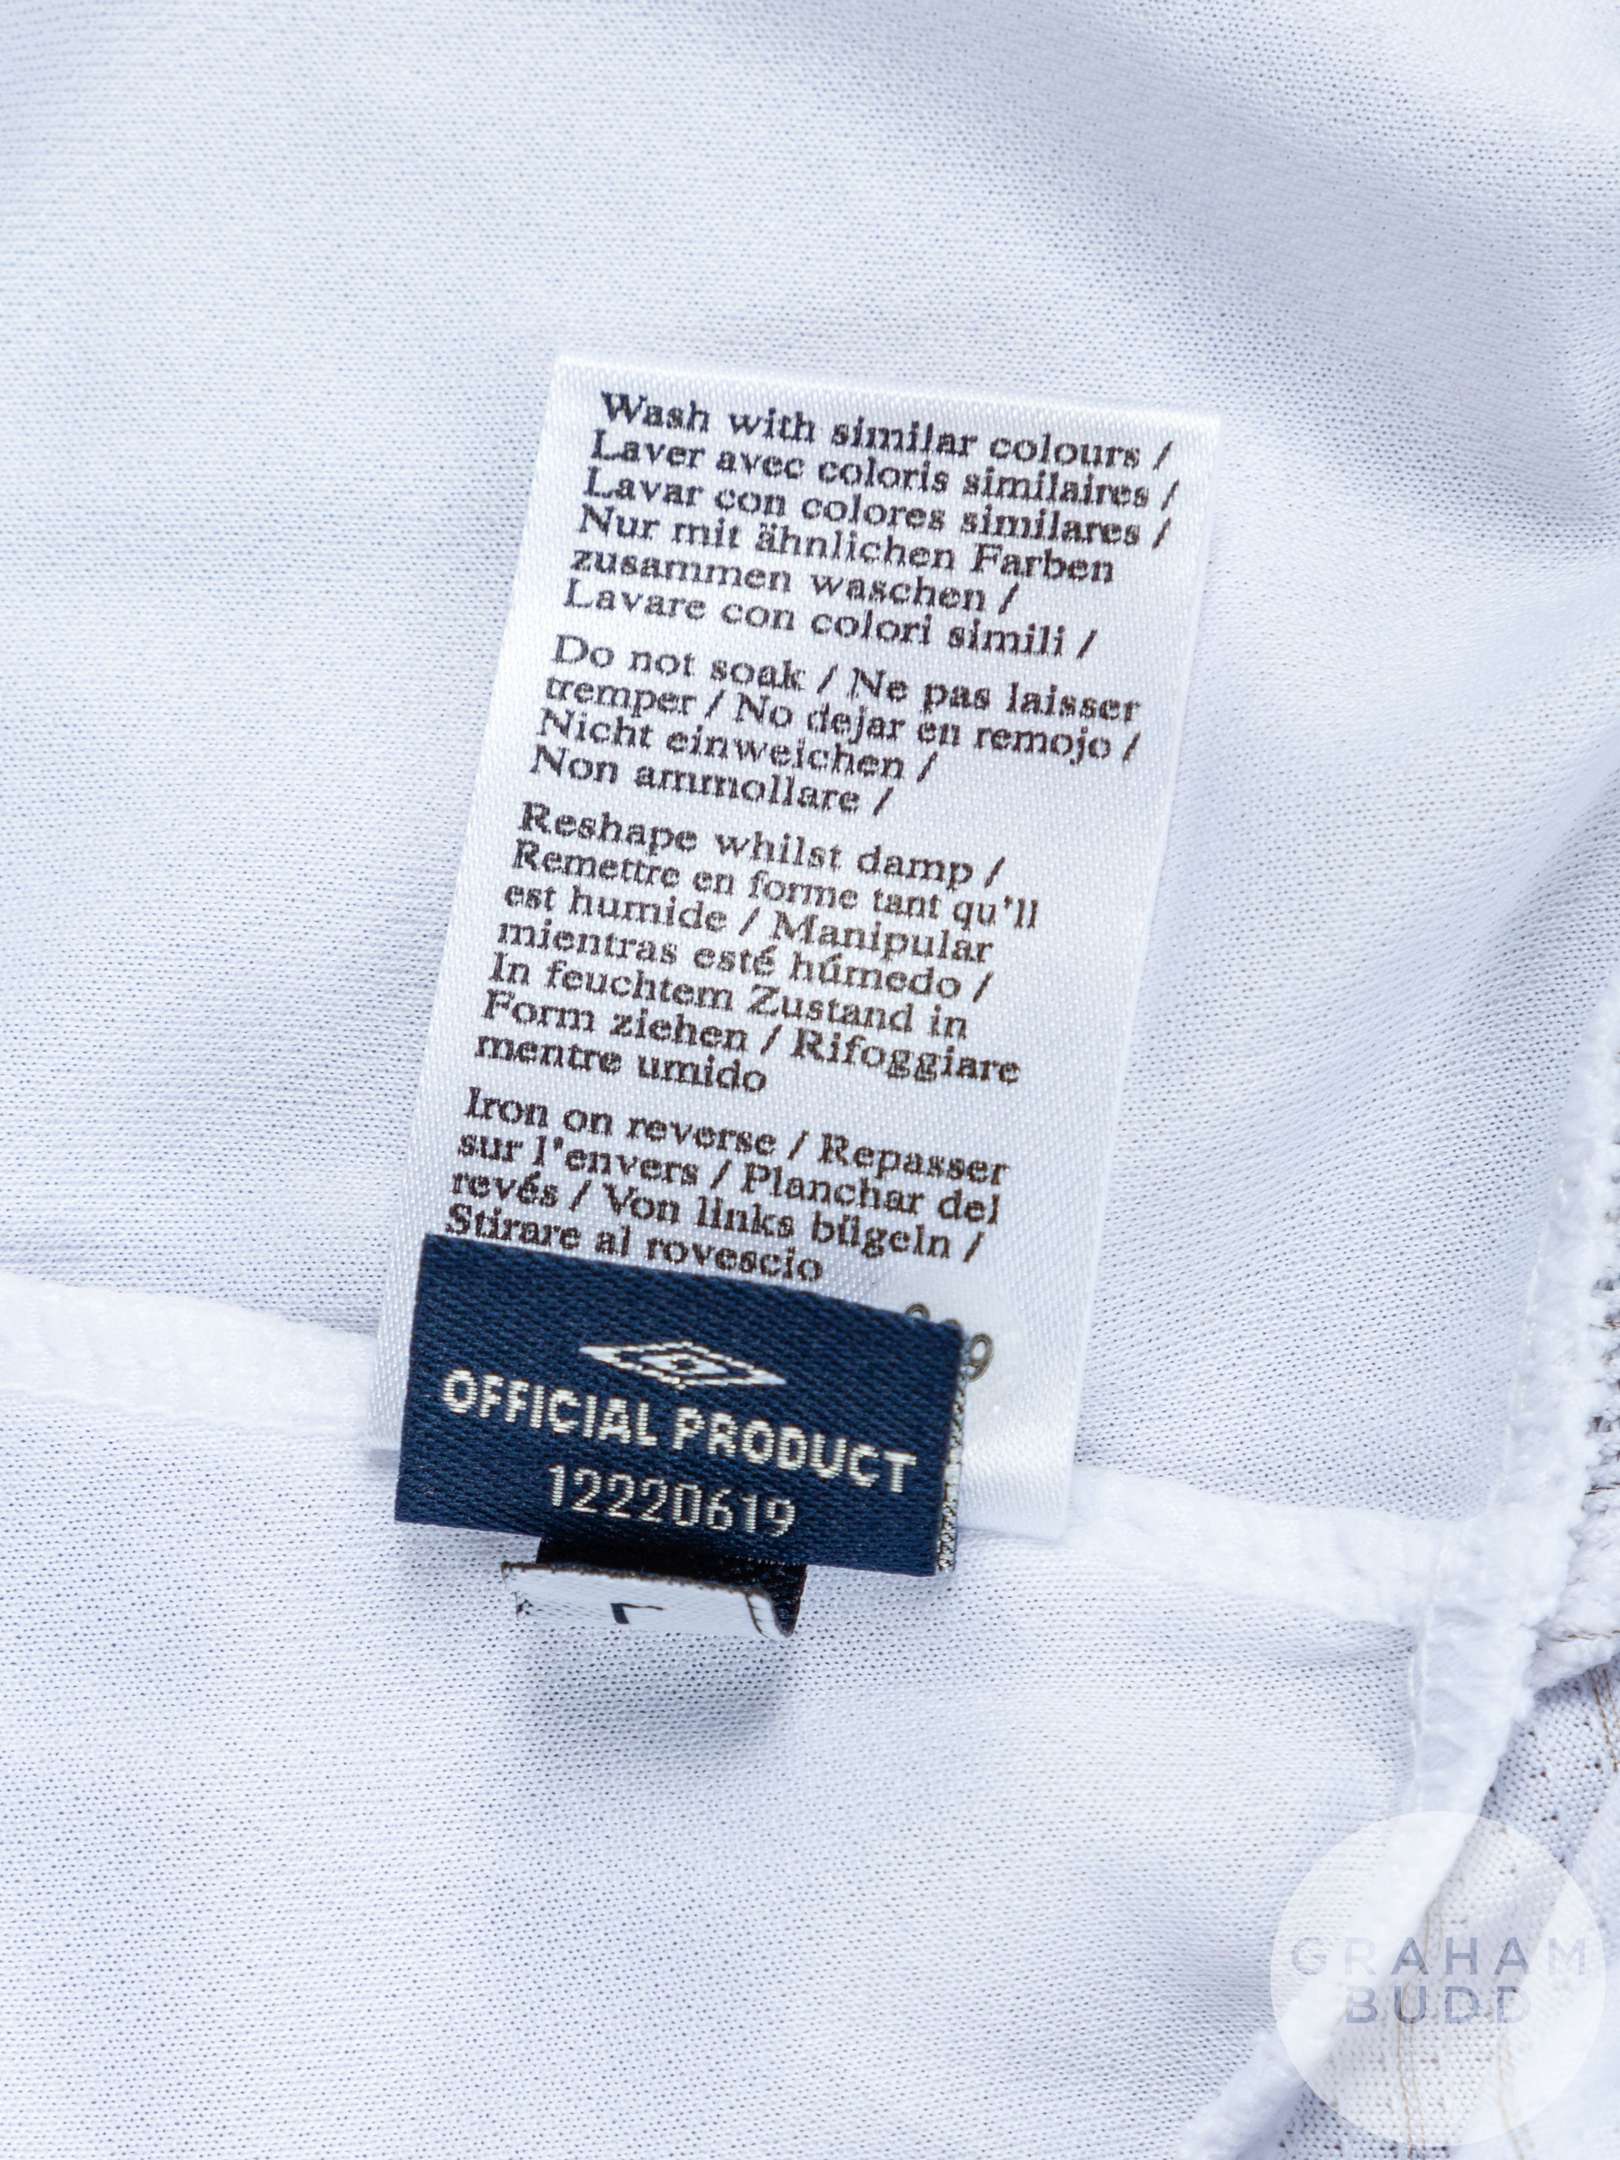 Wash with similar colours /
Laver avec coloris similaires /
Lavar con colores similares /
Nur mit ähnlichen Farben
zusammen waschen /
Lavare con colori simili /
Do not soak / Ne pas laisser
tremper / No dejar en remojo /
Nicht einweichen /
Non ammollare /
Reshape whilst damp /
Remettre en forme tant qu'il
est humide / Manipular
mientras esté húmedo /
In feuchtem Zustand in
Form ziehen / Rifoggiare
mentre umido
Iron on reverse / Repasser
sur l'envers / Planchar del
revés / Von links bügeln /
Stirare al rovescio
OFFICIAL PRODUCT
12220619
GRAHAM
BUDD